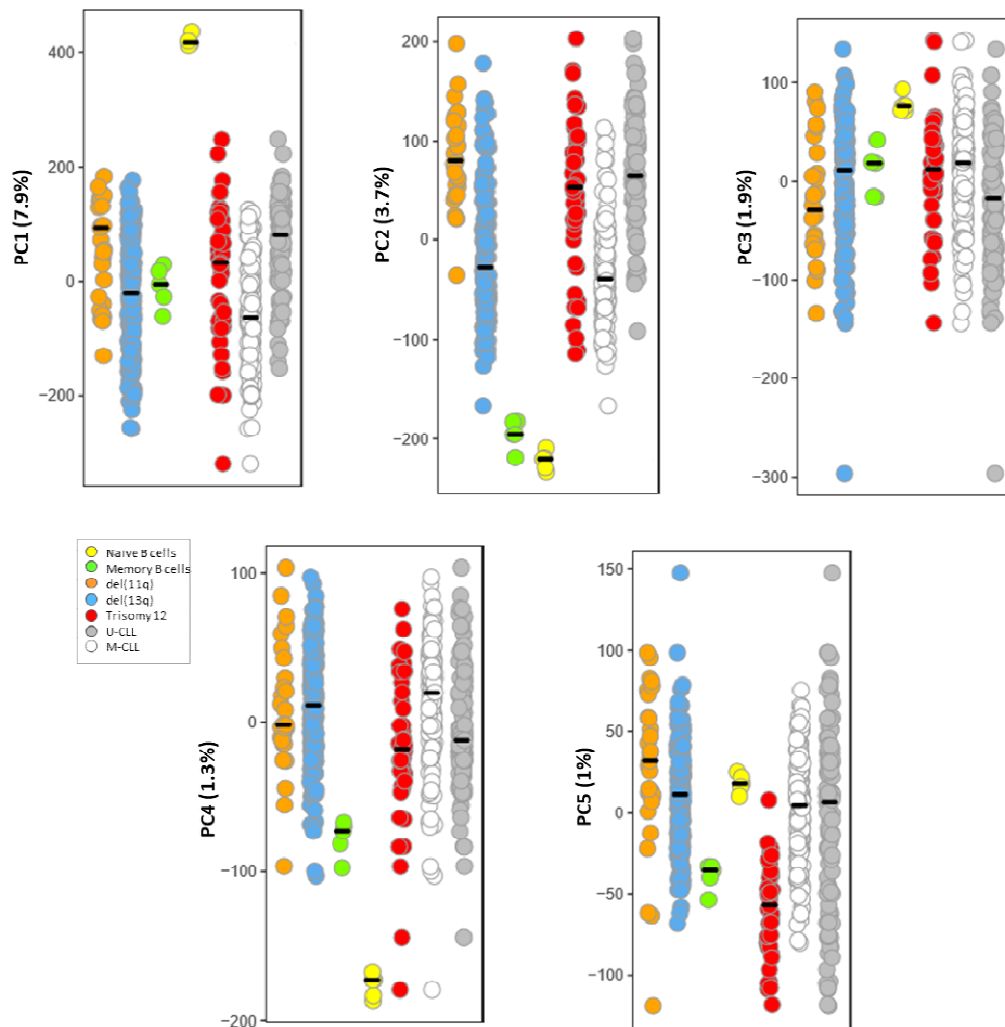 PC1 (7.9%)
400
200
0
−200
PC2 (3.7%)
200
100
0
−100
−200
PC3 (1.9%)
100
0
−100
−200
−300
Naive B cells
Memory B cells
del(11q)
del(13q)
Trisomy 12
U-CLL
M-CLL
PC4 (1.3%)
100
0
−100
−200
PC5 (1%)
150
100
50
0
−50
−100